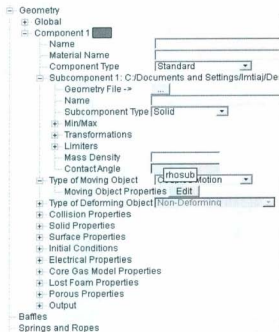 Geometry
Global
Component 1
Name
Material Name
Component Type Standard
Subcomponent 1: C:/Documents and Settings/Imtiaj/De
Geometry File -> ...
Name
Subcomponent Type Solid
Min/Max
Transformations
Limiters
Mass Density
ContactAngle
rhosub
Type of Moving Object Motion
Moving Object Properties Edit
Type of Deforming Object Non-Deforming
Collision Properties
Solid Properties
Surface Properties
Initial Conditions
Electrical Properties
Core Gas Model Properties
Lost Foam Properties
Porous Properties
Output
Baffles
Springs and Ropes